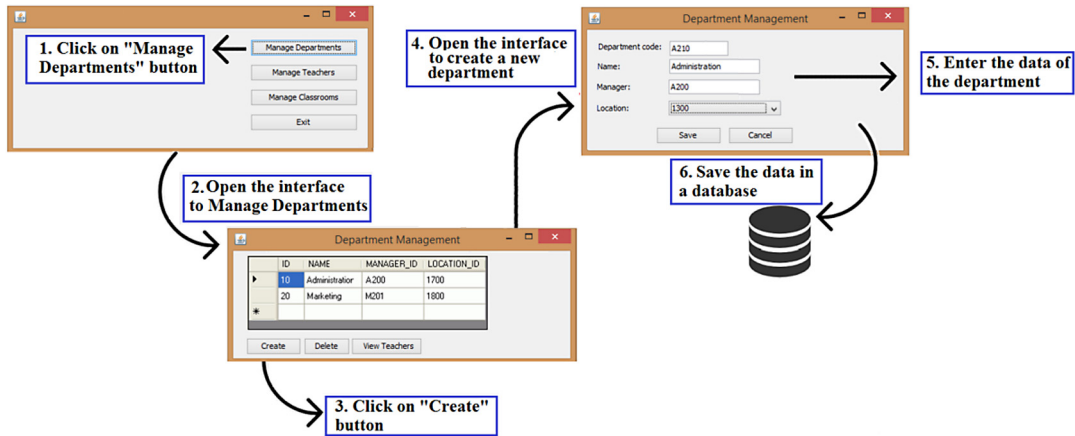 1. Click on "Manage
Departments" button
Manage Departments
Manage Teachers
Manage Classrooms
Exit
2.Open the interface
to Manage Departments
Department Management
ID NAME MANAGER_ID LOCATION_ID
10 Administratior A200 1700
20 Marketing M201 1800
Create Delete View Teachers
3. Click on "Create"
button
4. Open the interface
to create a new
department
Department Management
Department code: A210
Name: Administration
Manager: A200
Location: 1300
Save Cancel
5. Enter the data of
the department
6. Save the data in
a database